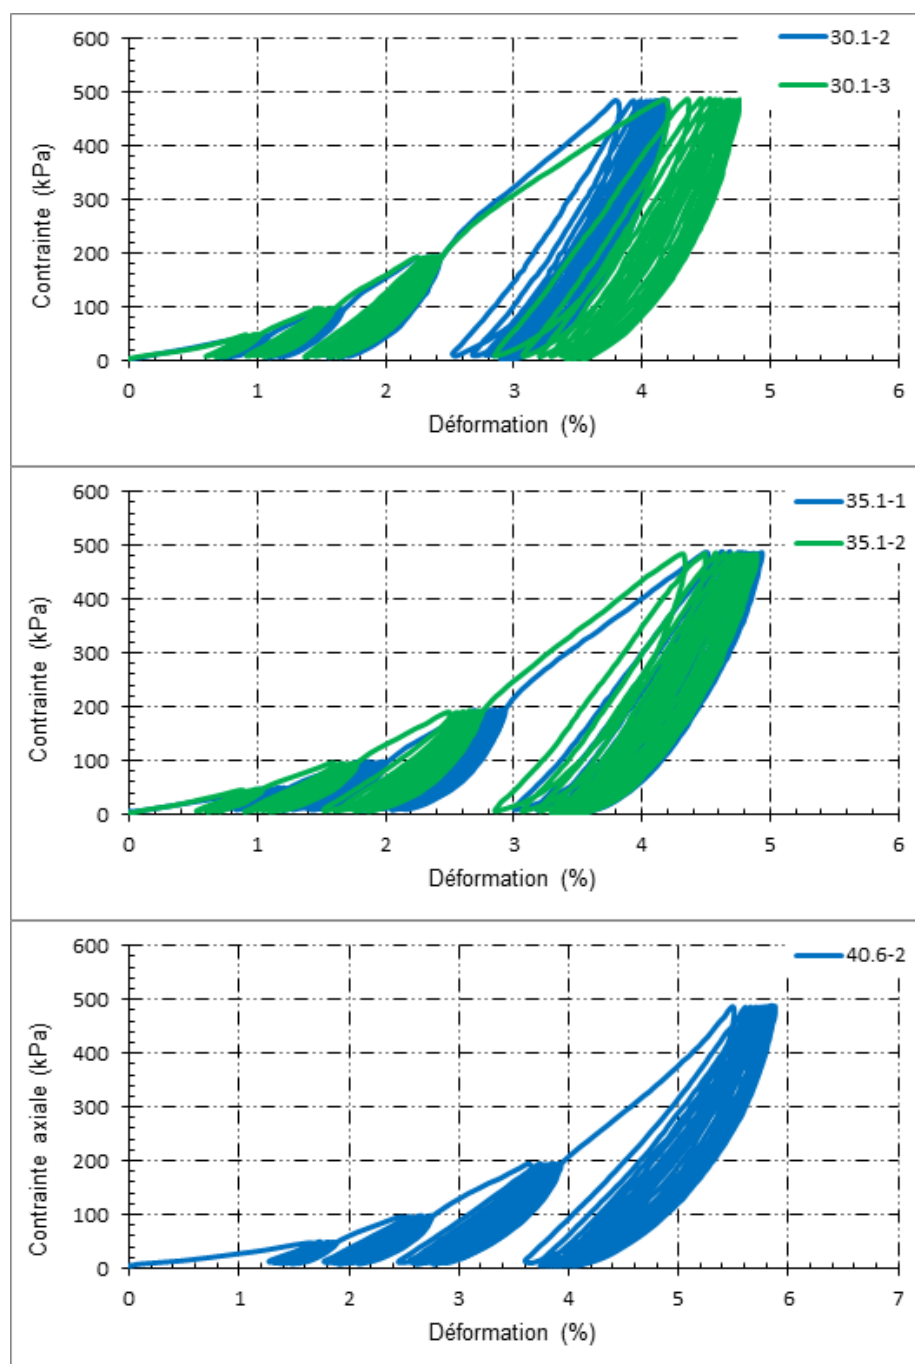 600
500
400
300
200
100
0
0 1 2 3 4 5 6
Contrainte (kPa)
Déformation (%)
30.1-2
30.1-3
600
500
400
300
200
100
0
0 1 2 3 4 5 6
Contrainte (kPa)
Déformation (%)
35.1-1
35.1-2
600
500
400
300
200
100
0
0 1 2 3 4 5 6 7
Contrainte axiale (kPa)
Déformation (%)
40.6-2